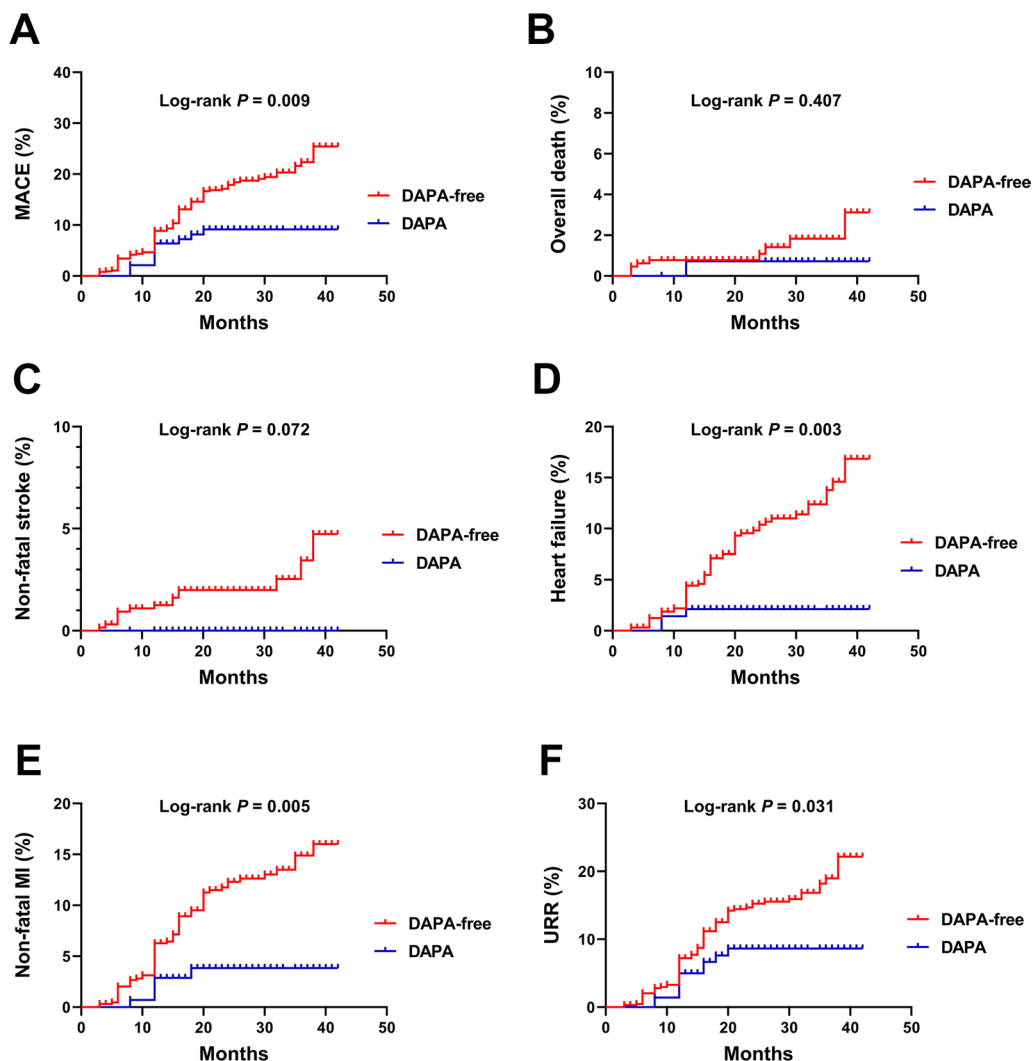 A
Log-rank P = 0.009
MACE (%)
40
30
20
10
0
0 10 20 30 40 50
Months
DAPA-free
DAPA
B
Log-rank P = 0.407
Overall death (%)
10
8
6
4
2
0
0 10 20 30 40 50
Months
DAPA-free
DAPA
C
Log-rank P = 0.072
Non-fatal stroke (%)
10
5
0
0 10 20 30 40 50
Months
DAPA-free
DAPA
D
Log-rank P = 0.003
Heart failure (%)
20
15
10
5
0
0 10 20 30 40 50
Months
DAPA-free
DAPA
E
Log-rank P = 0.005
Non-fatal MI (%)
20
15
10
5
0
0 10 20 30 40 50
Months
DAPA-free
DAPA
F
Log-rank P = 0.031
URR (%)
30
20
10
0
0 10 20 30 40 50
Months
DAPA-free
DAPA